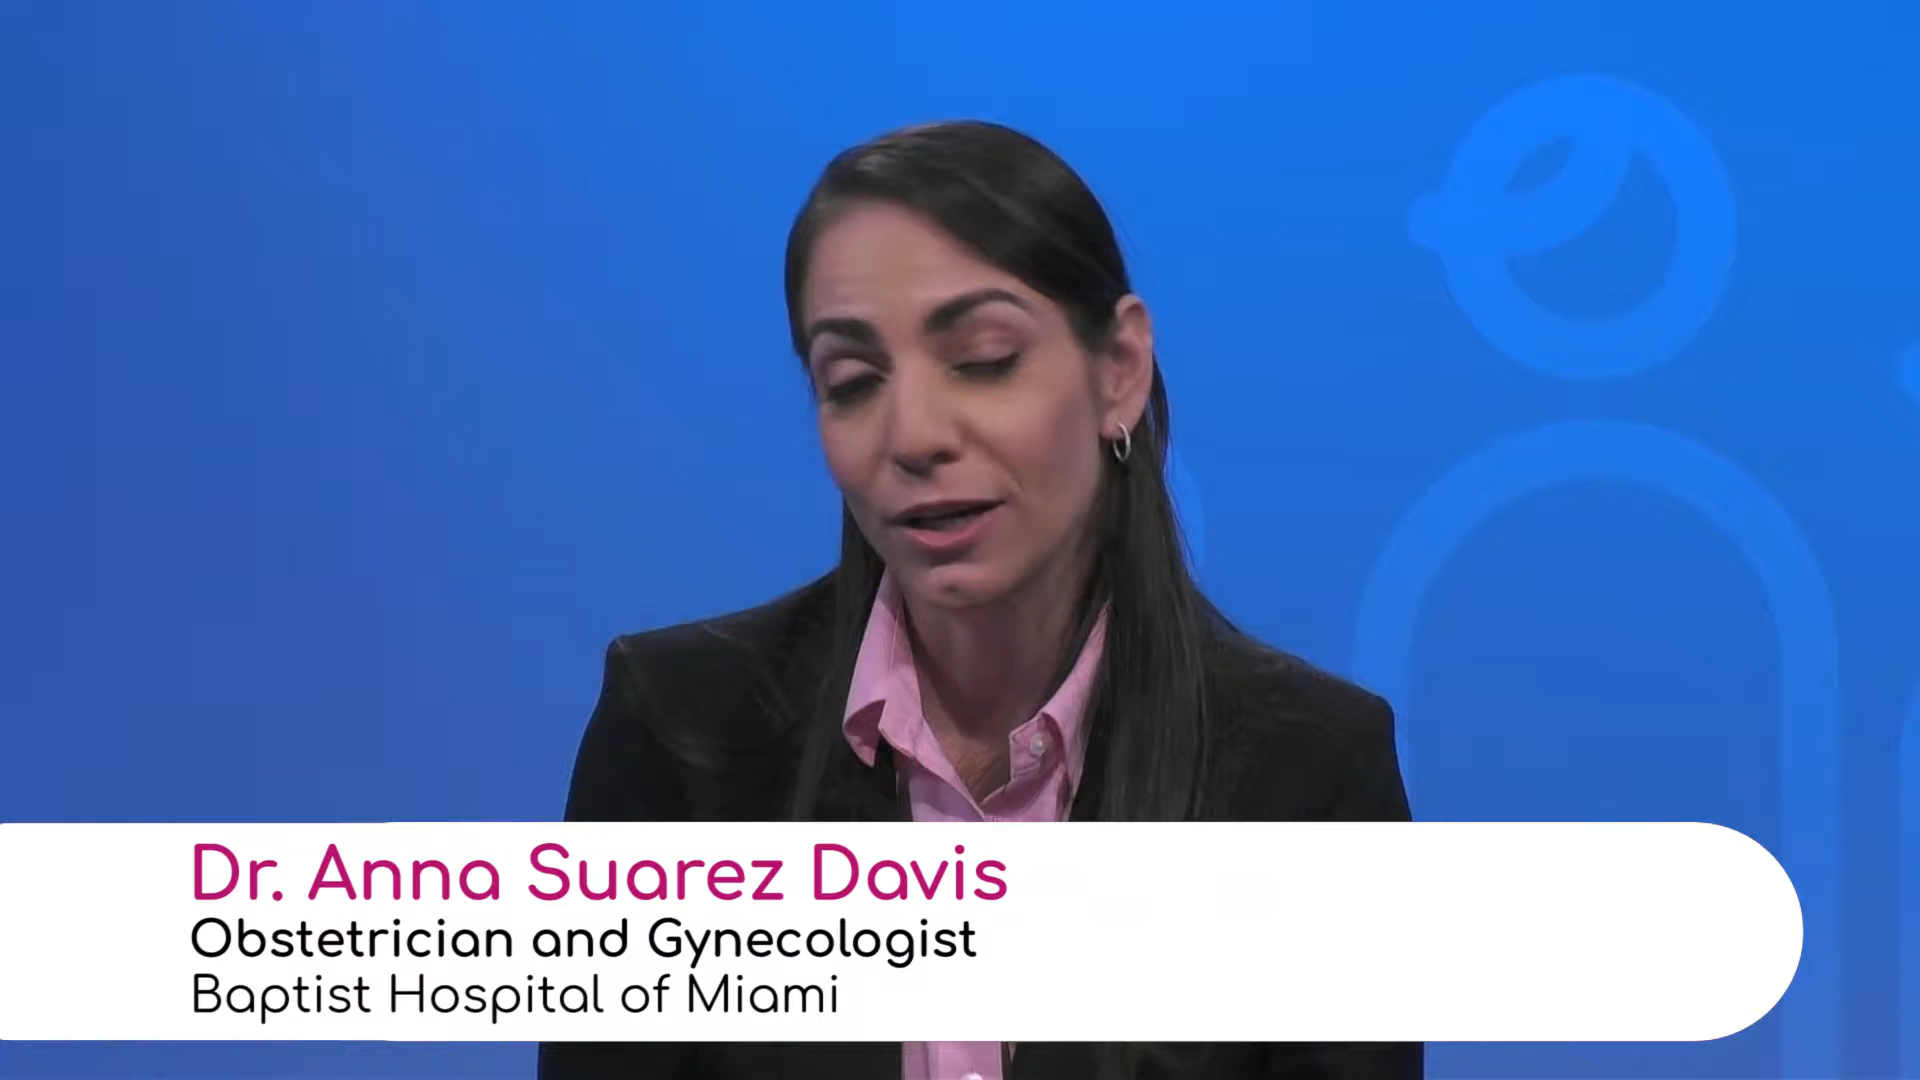 Dr. Anna Suarez Davis
Obstetrician and Gynecologist
Baptist Hospital of Miami